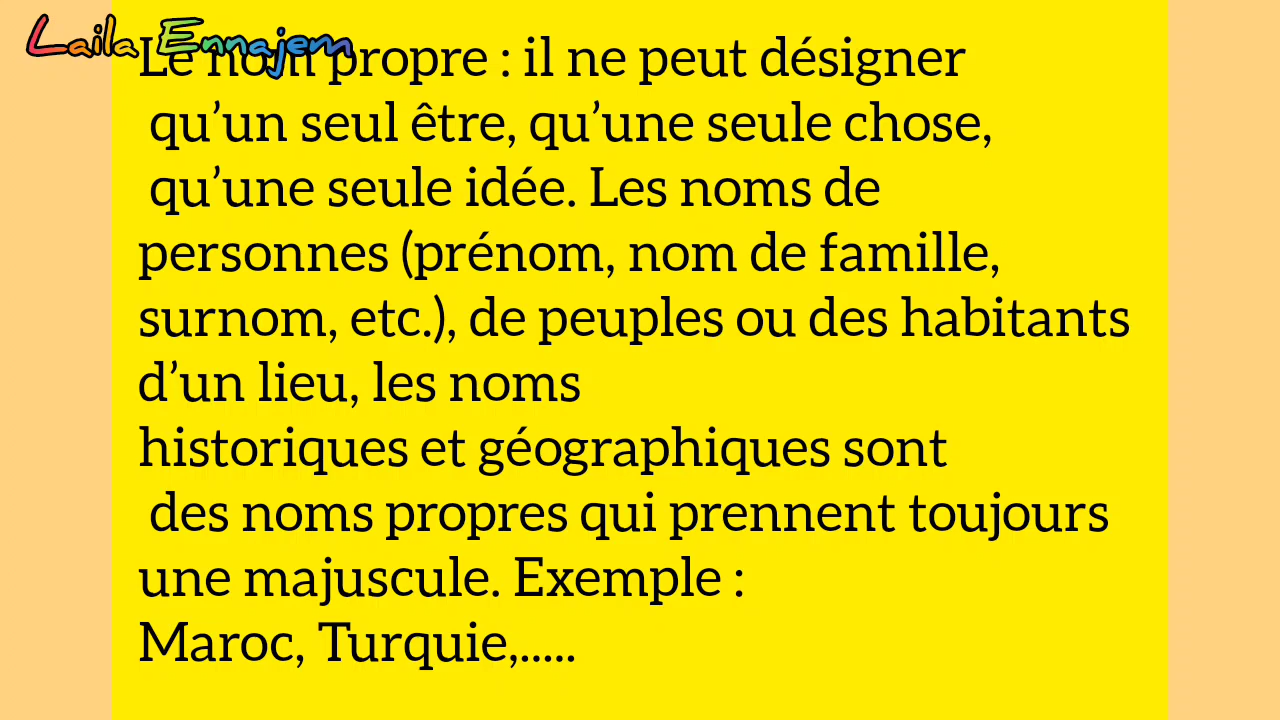 Laila Ennajem
Le nom propre : il ne peut désigner
qu’un seul être, qu’une seule chose,
qu’une seule idée. Les noms de
personnes (prénom, nom de famille,
surnom, etc.), de peuples ou des habitants
d’un lieu, les noms
historiques et géographiques sont
des noms propres qui prennent toujours
une majuscule. Exemple :
Maroc, Turquie,.....